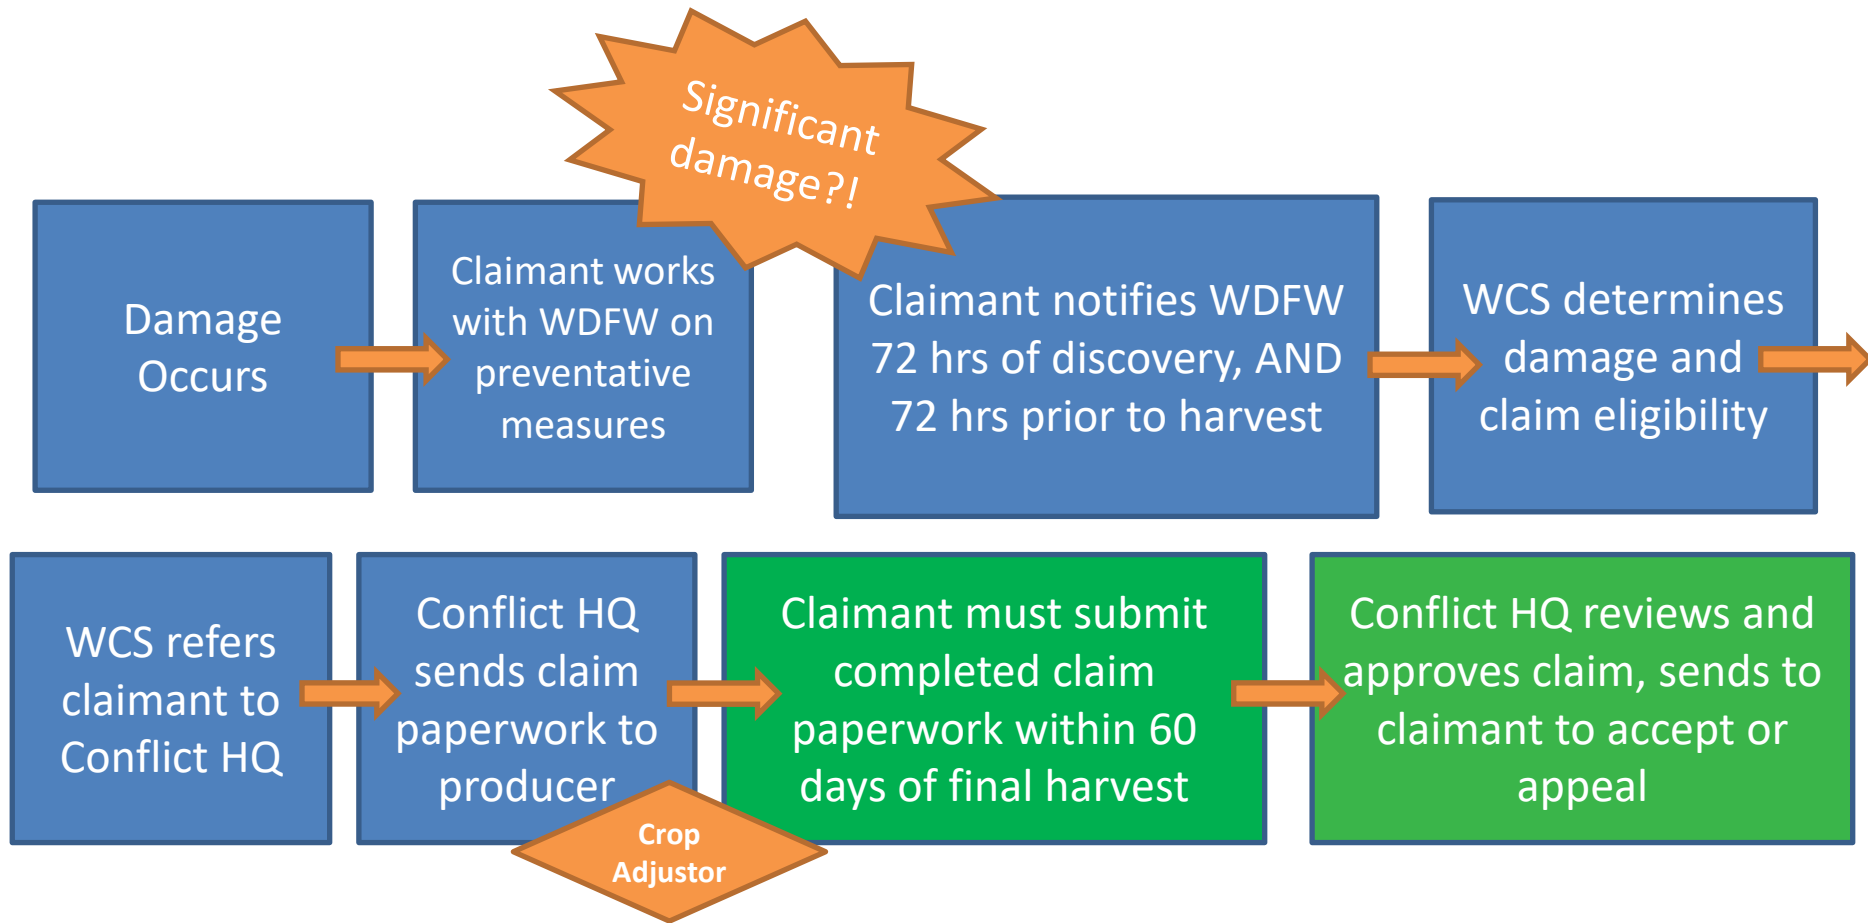 Significant
damage?!
Damage
Occurs
Claimant works
with WDFW on
preventative
measures
Claimant notifies WDFW
72 hrs of discovery, AND
72 hrs prior to harvest
WCS determines
damage and
claim eligibility
WCS refers
claimant to
Conflict HQ
Conflict HQ
sends claim
paperwork to
producer
Crop
Adjustor
Claimant must submit
completed claim
paperwork within 60
days of final harvest
Conflict HQ reviews and
approves claim, sends to
claimant to accept or
appeal